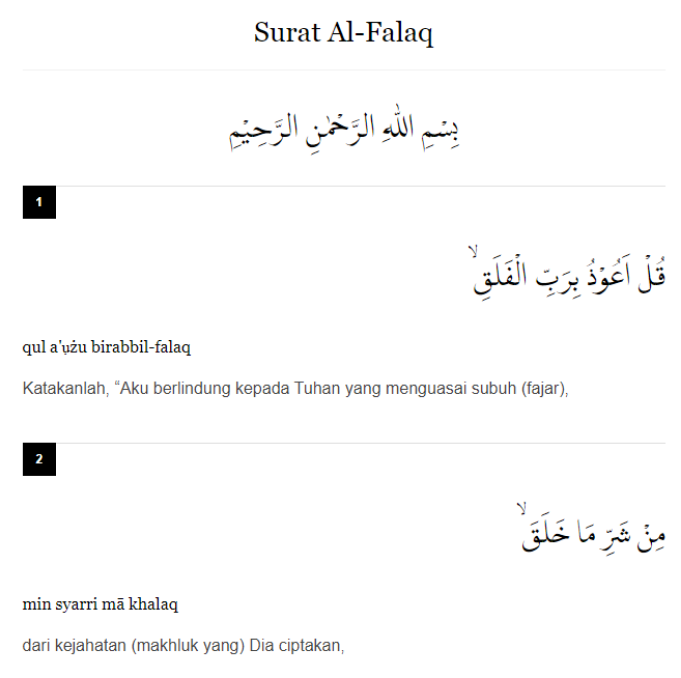 Surat Al-Falaq
بِسْمِ اللّٰهِ الرَّحْمٰنِ الرَّحِيْمِ
1
قُلْ اَعُوْذُ بِرَبِّ الْفَلَقِۙ
qul a'ụżu birabbil-falaq
Katakanlah, “Aku berlindung kepada Tuhan yang menguasai subuh (fajar),
2
مِنْ شَرِّ مَا خَلَقَۙ
min syarri mā khalaq
dari kejahatan (makhluk yang) Dia ciptakan,